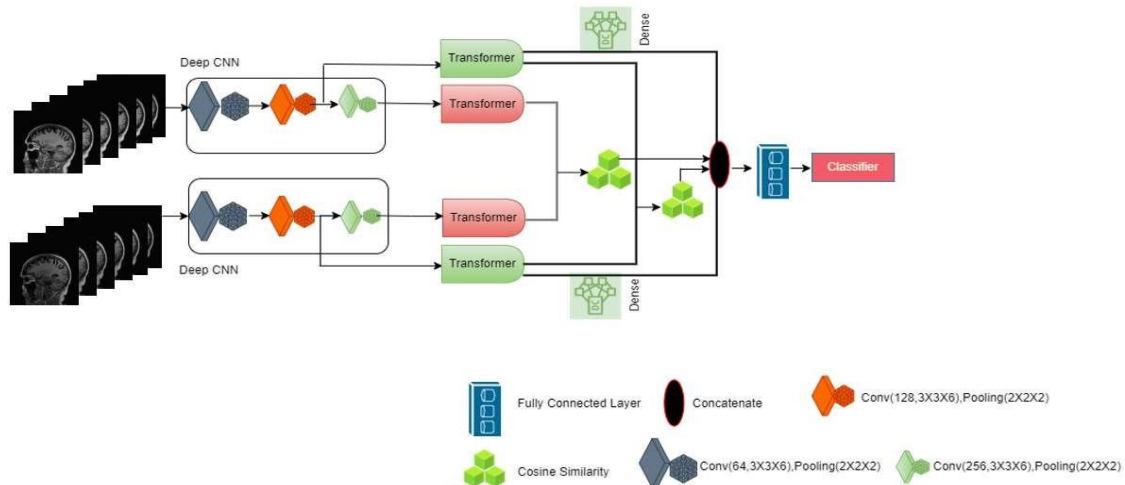 Dense
Deep CNN
Transformer
Transformer
Classifier
Transformer
Transformer
Deep CNN
Dense
Fully Connected Layer
Concatenate
Conv(128,3X3X6),Pooling(2X2X2)
Cosine Similarity
Conv(64,3X3X6),Pooling(2X2X2)
Conv(256,3X3X6),Pooling(2X2X2)